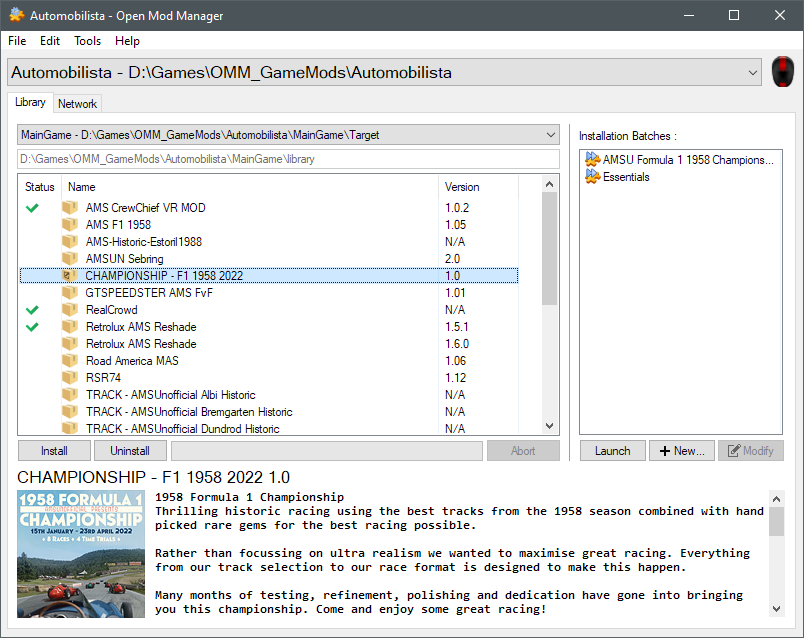 Automobilista - Open Mod Manager
File Edit Tools Help
Automobilista - D:\Games\OMM_GameMods\Automobilista
Library Network
MainGame - D:\Games\OMM_GameMods\Automobilista\MainGame\Target
D:\Games\OMM_GameMods\Automobilista\MainGame\library
Status Name Version
AMS CrewChief VR MOD 1.0.2
AMS F1 1958 1.05
AMS-Historic-Estoril1988 N/A
AMSUN Sebring 2.0
CHAMPIONSHIP - F1 1958 2022 1.0
GTSPEEDSTER AMS FvF 1.01
RealCrowd N/A
Retrolux AMS Reshade 1.5.1
Retrolux AMS Reshade 1.6.0
Road America MAS 1.06
RSR74 1.12
TRACK - AMSUnofficial Albi Historic N/A
TRACK - AMSUnofficial Bremgarten Historic N/A
TRACK - AMSUnofficial Dundrod Historic N/A
Install Uninstall Abort
Installation Batches :
AMSU Formula 1 1958 Champions...
Essentials
Launch New... Modify
CHAMPIONSHIP - F1 1958 2022 1.0
1958 FORMULA 1
CHAMPIONSHIP
15TH JANUARY - 23RD APRIL 2022
• 8 RACES • 4 TIME TRIALS •
1958 Formula 1 Championship
Thrilling historic racing using the best tracks from the 1958 season combined with hand
picked rare gems for the best racing possible.
Rather than focussing on ultra realism we wanted to maximise great racing. Everything
from our track selection to our race format is designed to make this happen.
Many months of testing, refinement, polishing and dedication have gone into bringing
you this championship. Come and enjoy some great racing!